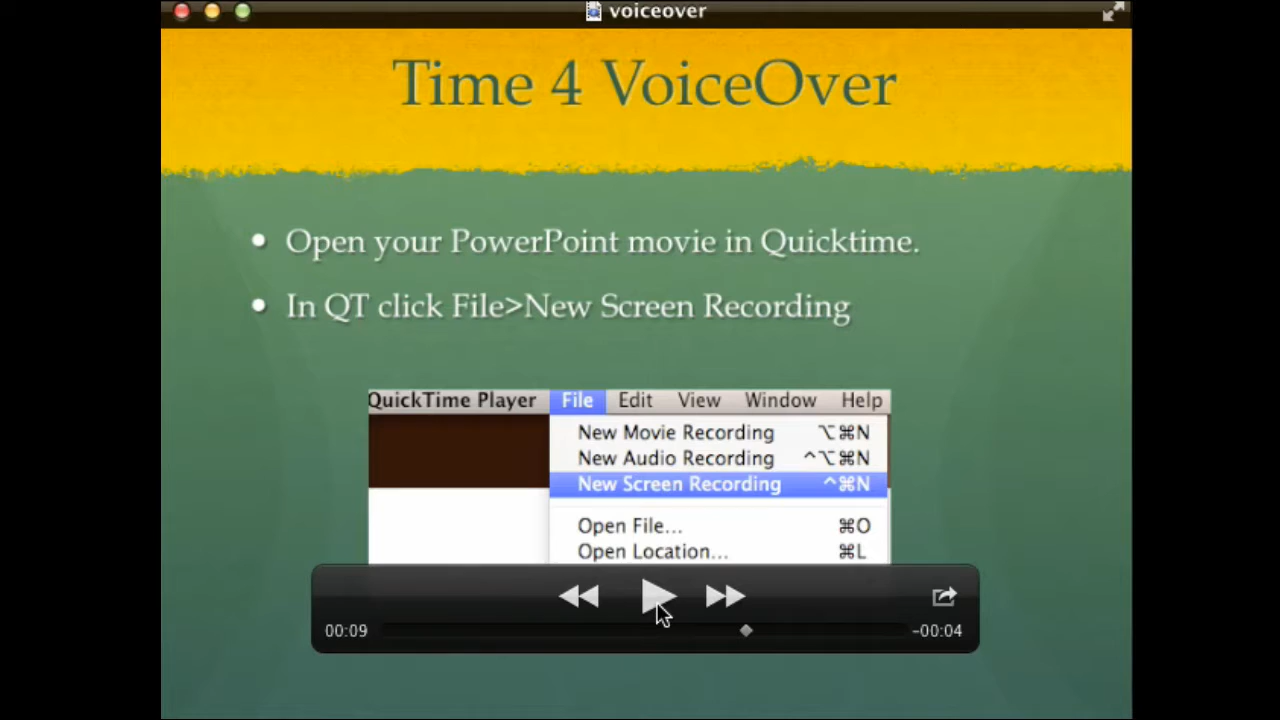 voiceover
Time 4 VoiceOver
• Open your PowerPoint movie in Quicktime.
• In QT click File>New Screen Recording
QuickTime Player File Edit View Window Help
New Movie Recording ⌥⌘N
New Audio Recording ^⌥⌘N
New Screen Recording ^⌘N
Open File... ⌘O
Open Location... ⌘L
00:09 -00:04